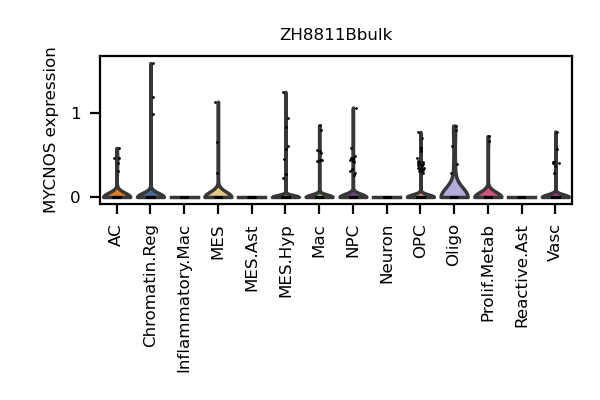 ZH8811Bbulk
MYCNOS expression
1
0
AC
Chromatin.Reg
Inflammatory.Mac
MES
MES.Ast
MES.Hyp
Mac
NPC
Neuron
OPC
Oligo
Prolif.Metab
Reactive.Ast
Vasc